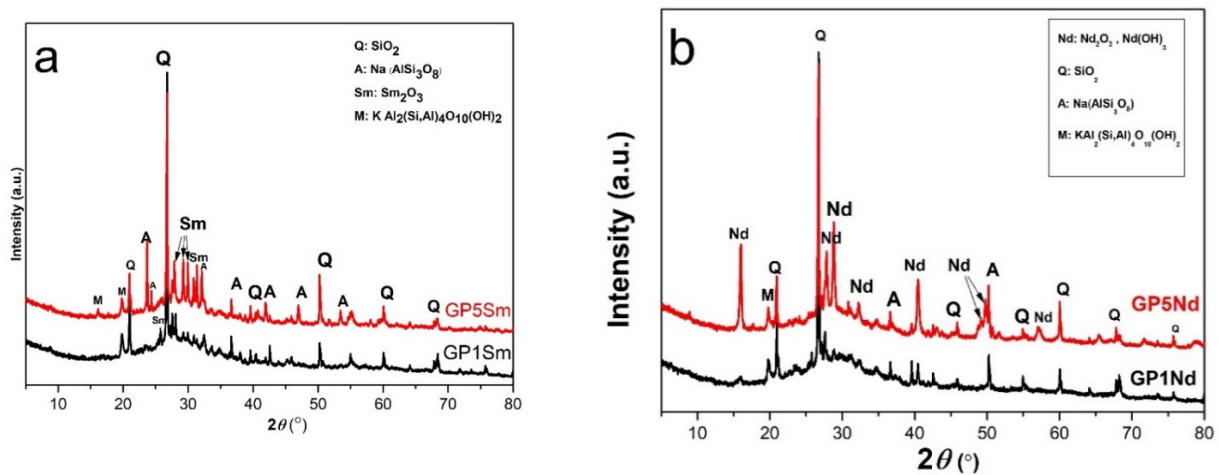 a
Q: SiO2
A: Na (AlSi3O8)
Sm: Sm2O3
M: K Al2(Si,Al)4O10(OH)2
Q
Sm
A
Q
M
M
A
Sm
A
Sm
A
Q
A
A
Q
A
Q
Q
GP5Sm
GP1Sm
Intensity (a.u.)
10 20 30 40 50 60 70 80
2θ (°)
b
Nd: Nd2O3 , Nd(OH)3
Q: SiO2
A: Na(AlSi3O8)
M: KAl2(Si,Al)4O10(OH)2
Q
Nd
Nd
Nd
M
Q
Nd
A
Nd
Q
Nd
A
Q
Nd
Q
Q
Q
GP5Nd
GP1Nd
Intensity (a.u.)
10 20 30 40 50 60 70 80
2θ (°)